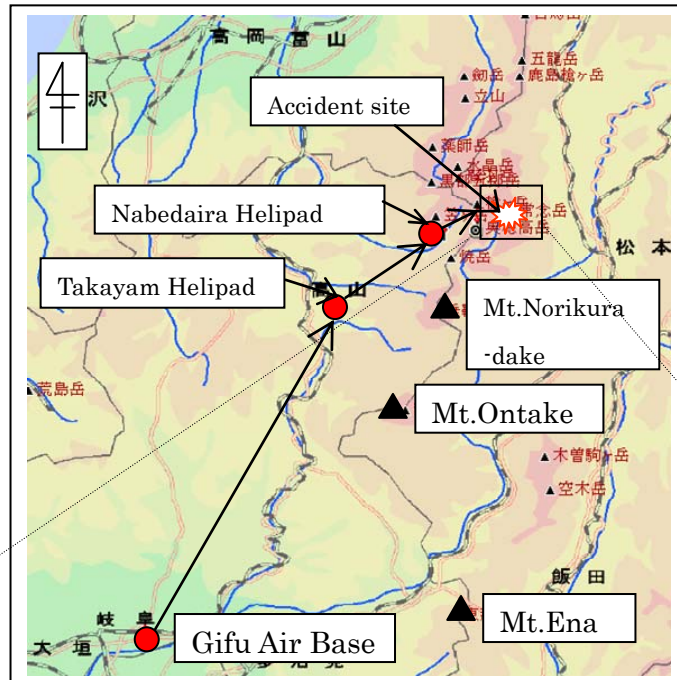 高岡 富山
五龍岳
鹿島槍ヶ岳
沢
剱岳
立山
Accident site
薬師岳
水晶岳
Nabedaira Helipad
常念岳
松本
焼岳
Takayam Helipad
高山
Mt.Norikura
-dake
荒島岳
Mt.Ontake
木曽駒ヶ岳
空木岳
飯田
岐阜
Mt.Ena
大垣
Gifu Air Base